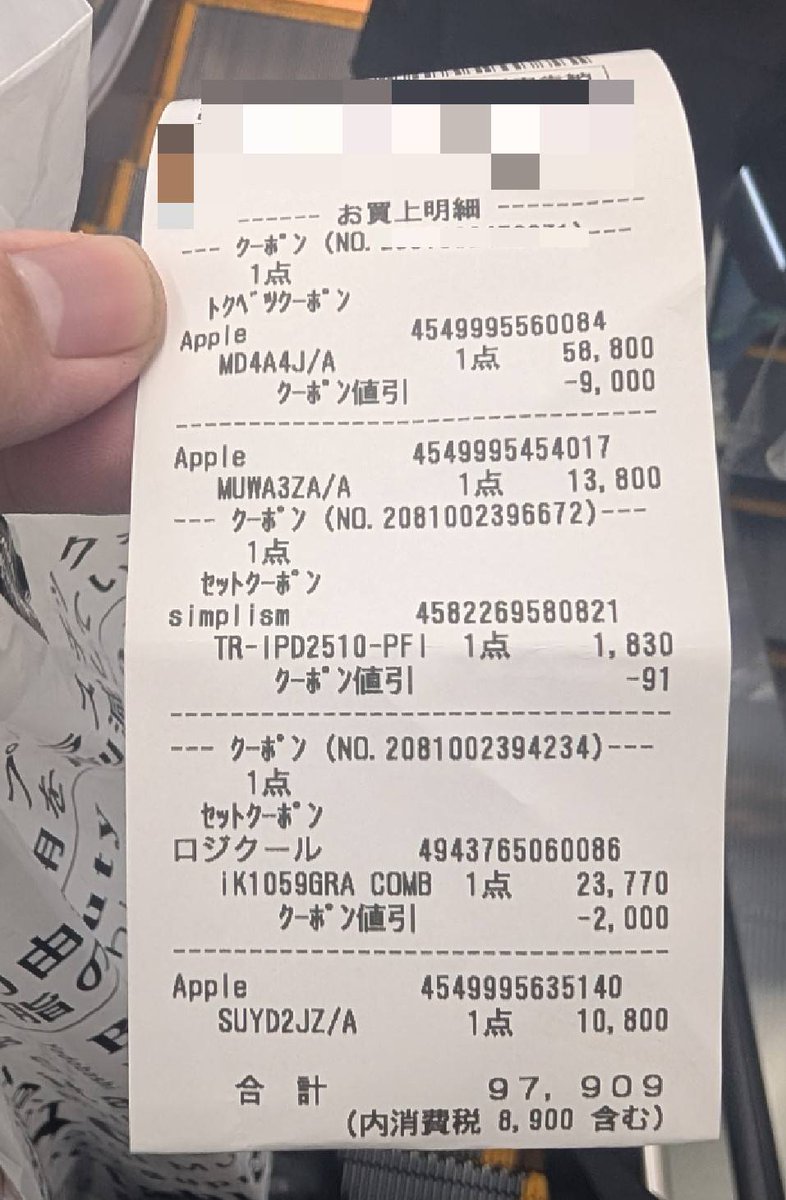 ------ お買上明細 ------------
--- クーポン (NO.
1点
トクベツクーポン
Apple 4549995560084
MD4A4J/A 1点 58,800
クーポン値引 -9,000
Apple 4549995454017
MUWA3ZA/A 1点 13,800
--- クーポン (NO. 2081002396672)---
1点
セットクーポン
simplism 4582269580821
TR-IPD2510-PFI 1点 1,830
クーポン値引 -91
--- クーポン (NO. 2081002394234)---
1点
セットクーポン
ロジクール 4943765060086
iK1059GRA COMB 1点 23,770
クーポン値引 -2,000
Apple 4549995635140
SUYD2JZ/A 1点 10,800
合 計 97,909
(内消費税 8,900 含む)